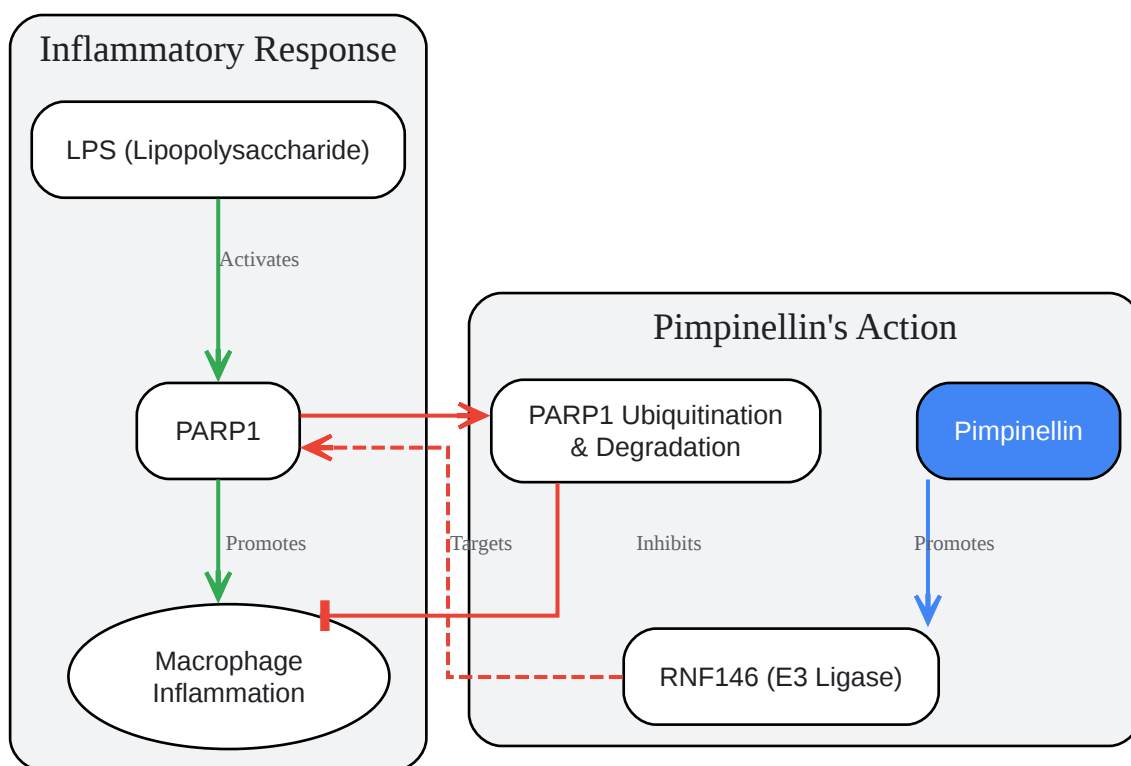 Inflammatory Response
LPS (Lipopolysaccharide)
Activates
PARP1
Promotes
Macrophage
Inflammation
Pimpinellin's Action
PARP1 Ubiquitination
& Degradation
Pimpinellin
Targets
Inhibits
Promotes
RNF146 (E3 Ligase)